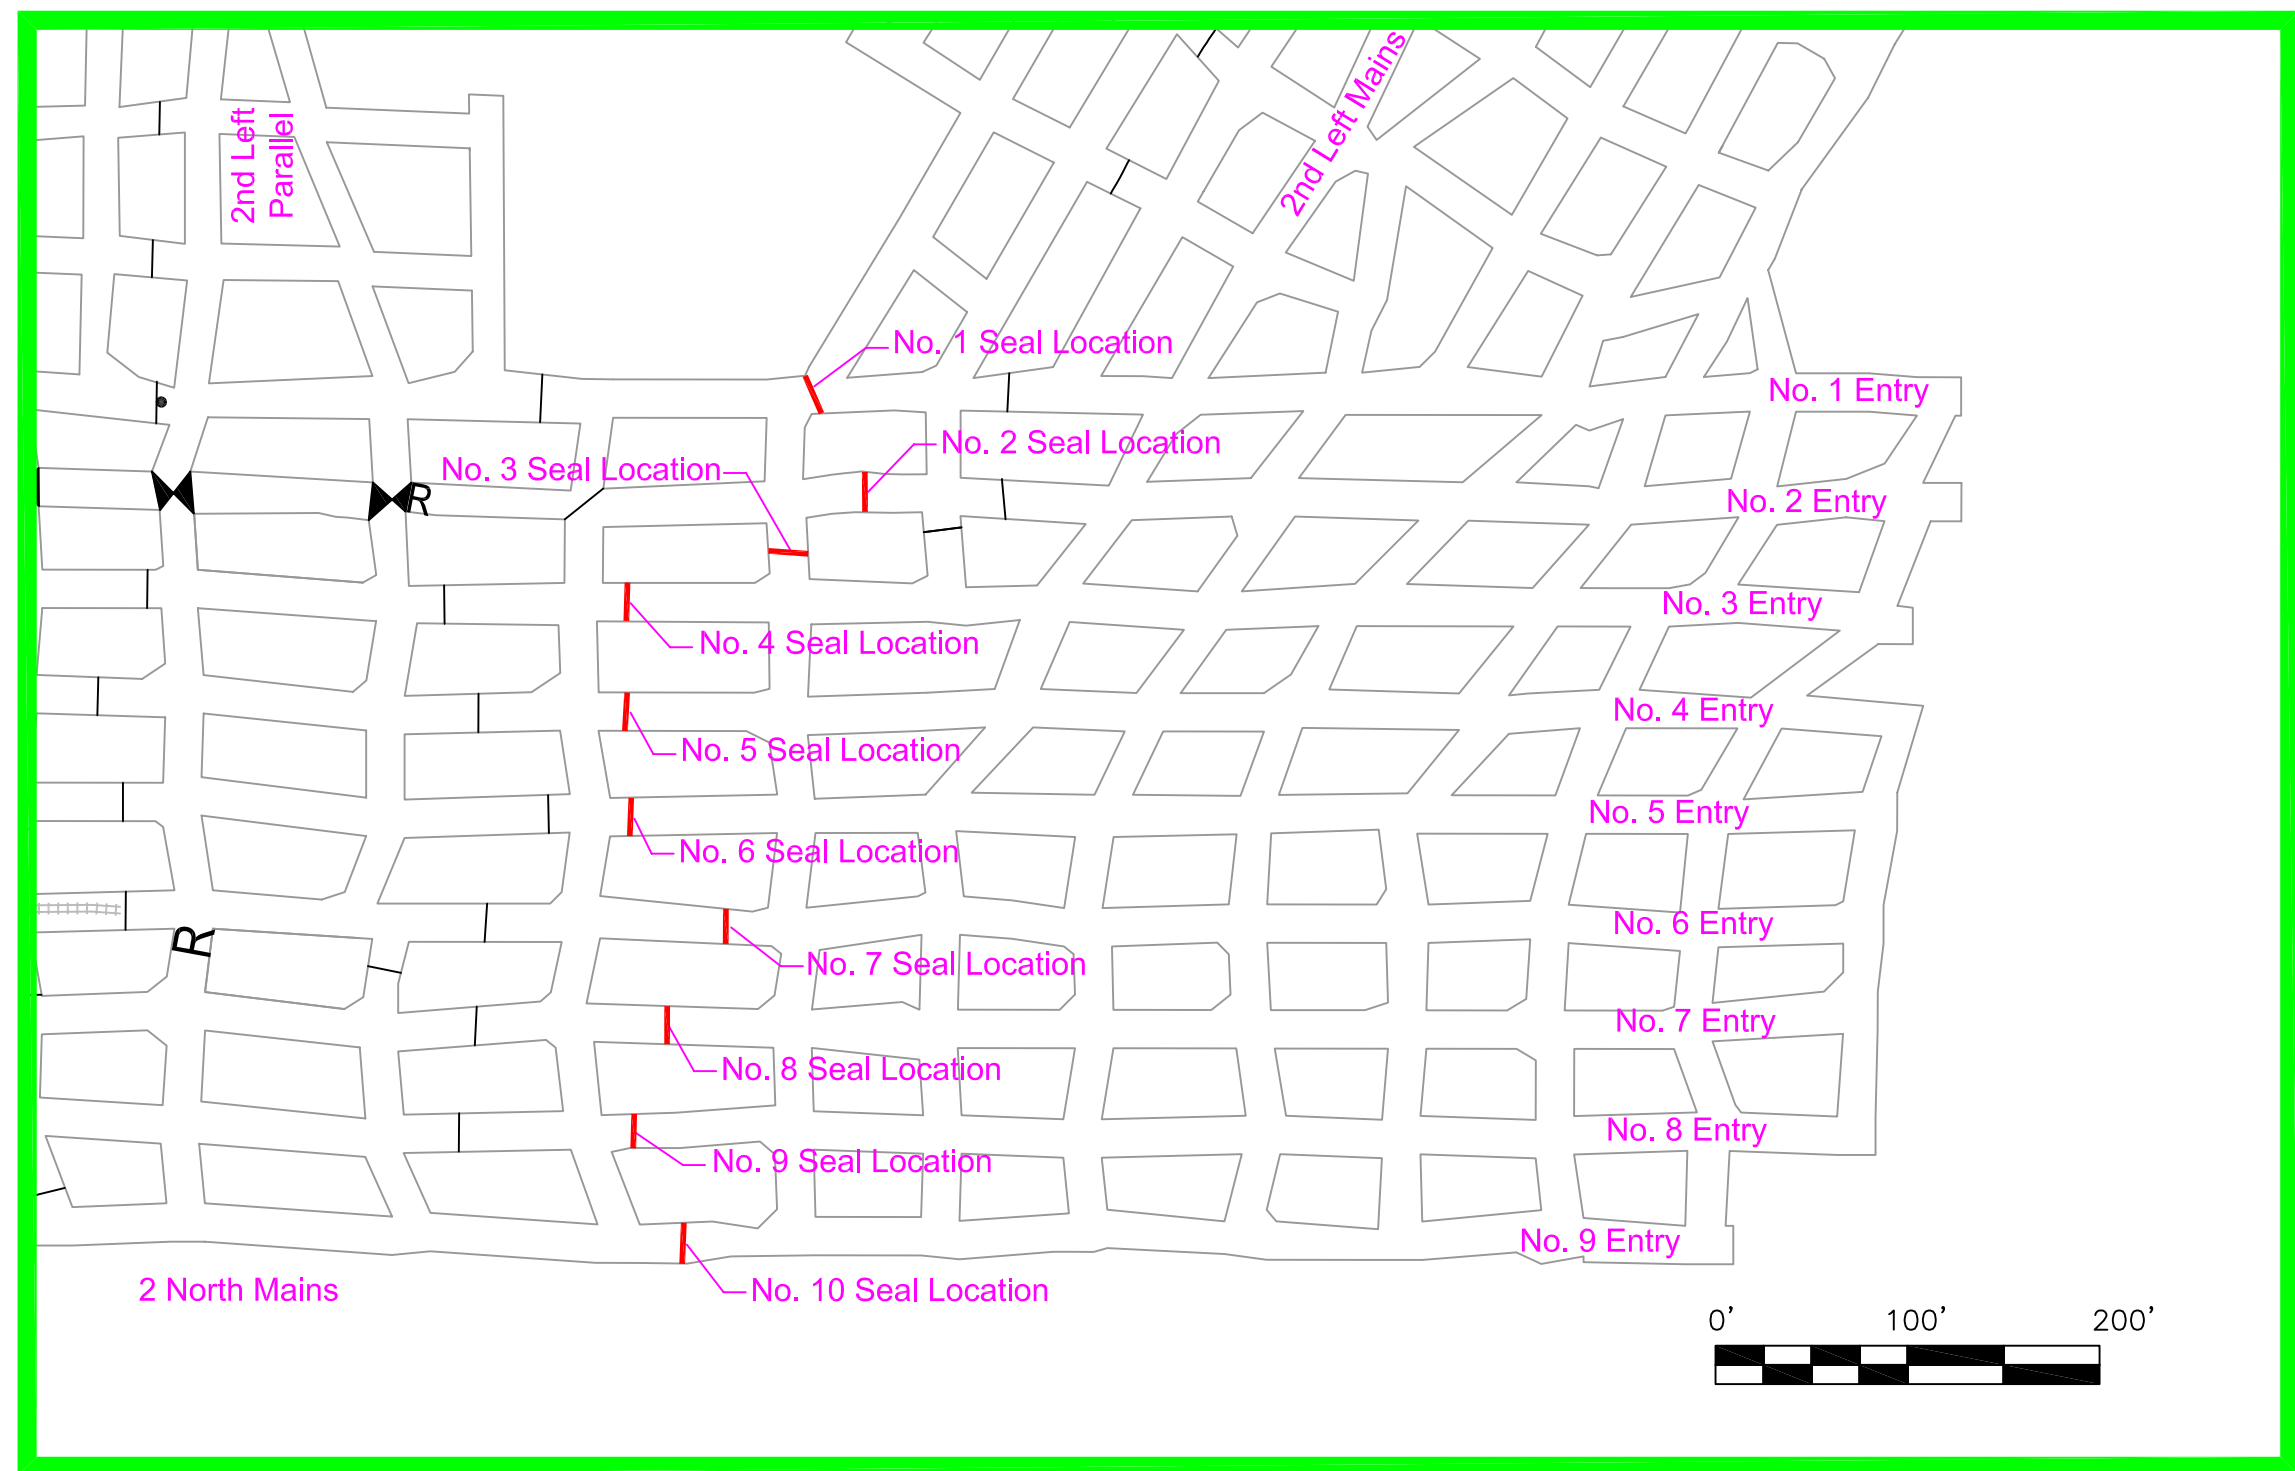 2nd Left
Parallel
2nd Left Mains
No. 1 Seal Location
No. 1 Entry
No. 2 Seal Location
No. 3 Seal Location
R
No. 2 Entry
No. 3 Entry
No. 4 Seal Location
No. 4 Entry
No. 5 Seal Location
No. 5 Entry
No. 6 Seal Location
No. 6 Entry
R
No. 7 Seal Location
No. 7 Entry
No. 8 Seal Location
No. 8 Entry
No. 9 Seal Location
No. 9 Entry
2 North Mains
No. 10 Seal Location
0' 100' 200'